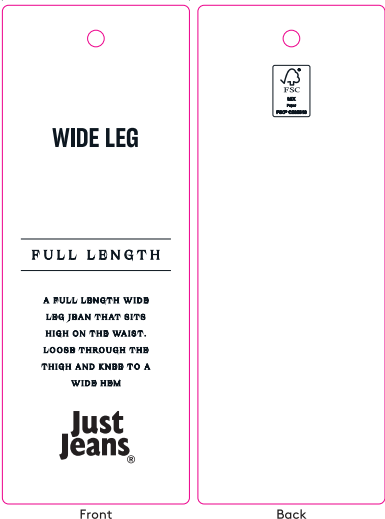 WIDE LEG
FULL LENGTH
A FULL LENGTH WIDE
LEG JEAN THAT SITS
HIGH ON THE WAIST.
LOOSE THROUGH THE
THIGH AND KNEE TO A
WIDE HEM
Just
Jeans®
Front
FSC
MIX
Paper
Back